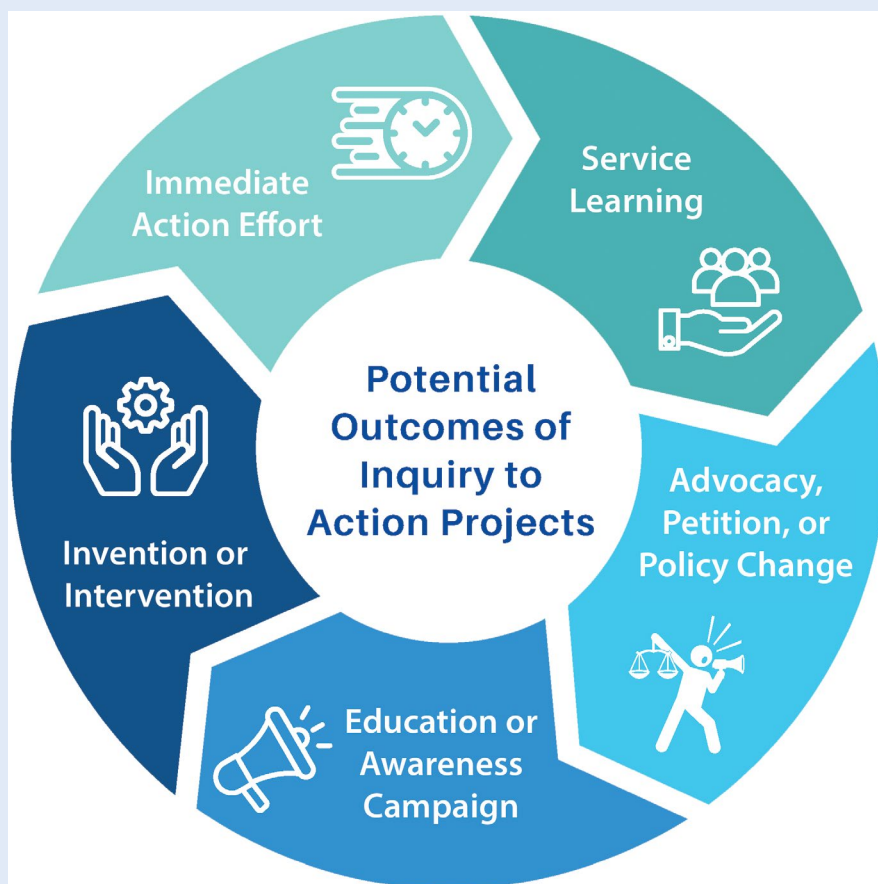 Potential
Outcomes of
Inquiry to
Action Projects
Immediate
Action Effort
Service
Learning
Advocacy,
Petition, or
Policy Change
Education or
Awareness
Campaign
Invention or
Intervention